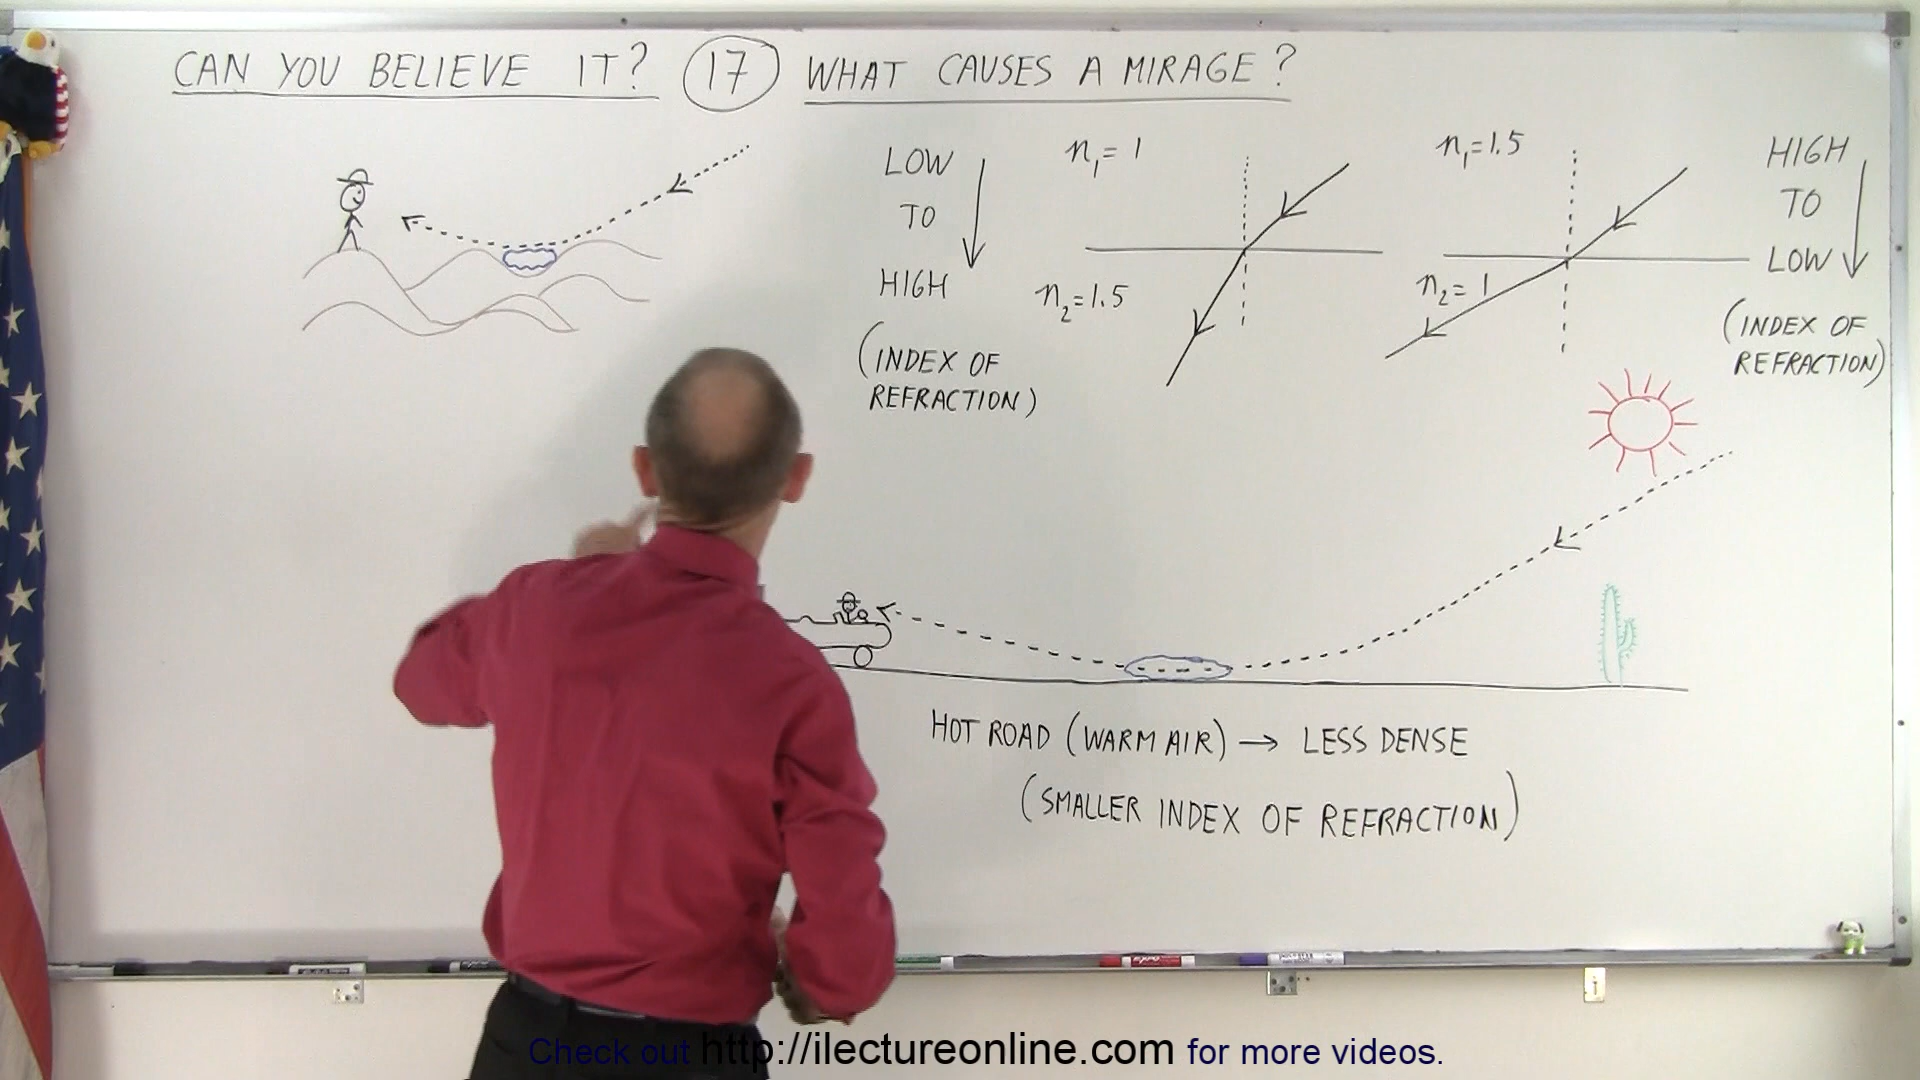 CAN YOU BELIEVE IT? 17 WHAT CAUSES A MIRAGE?
LOW
TO
HIGH
(INDEX OF
REFRACTION)
n₁= 1
n₂=1.5
n₁=1.5
n₂= 1
HIGH
TO
LOW
(INDEX OF
REFRACTION)
HOT ROAD (WARM AIR) → LESS DENSE
(SMALLER INDEX OF REFRACTION)
Check out http://ilectureonline.com for more videos.